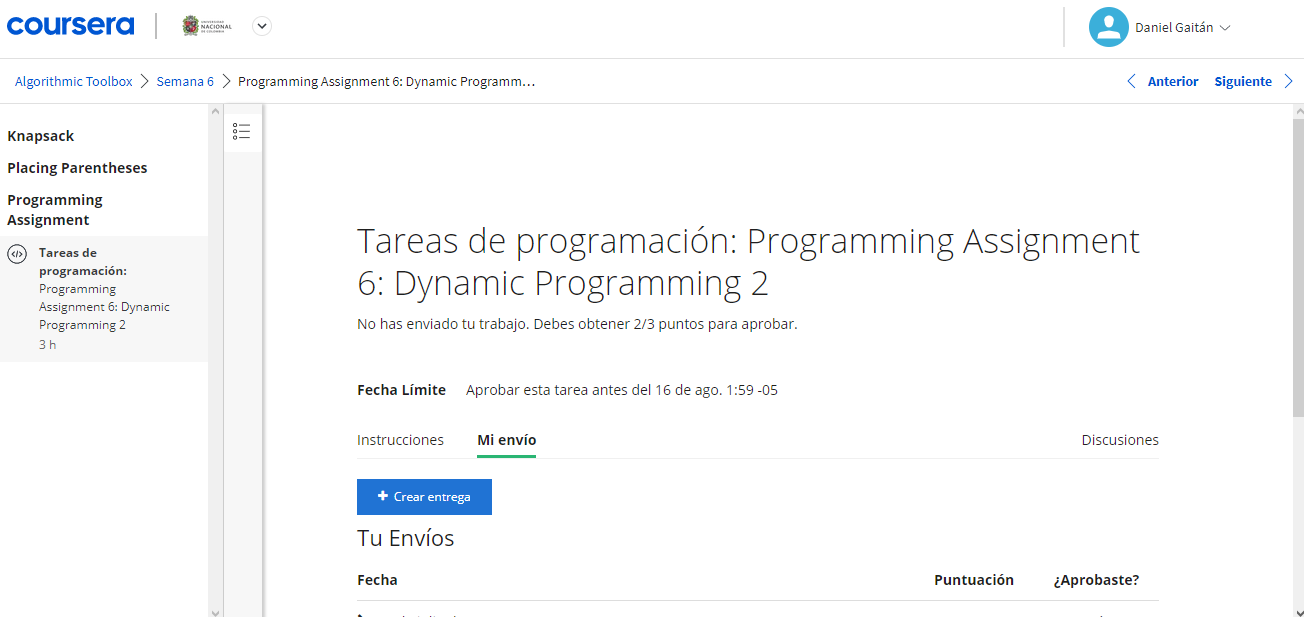 coursera
UNIVERSIDAD
NACIONAL
DE COLOMBIA
Daniel Gaitán
Algorithmic Toolbox
Semana 6
Programming Assignment 6: Dynamic Programm…
Anterior
Siguiente
Knapsack
Placing Parentheses
Programming
Assignment
Tareas de
programación:
Programming
Assignment 6: Dynamic
Programming 2
3 h
Tareas de programación: Programming Assignment
6: Dynamic Programming 2
No has enviado tu trabajo. Debes obtener 2/3 puntos para aprobar.
Fecha Límite Aprobar esta tarea antes del 16 de ago. 1:59 -05
Instrucciones Mi envío Discusiones
+ Crear entrega
Tu Envíos
Fecha Puntuación ¿Aprobaste?